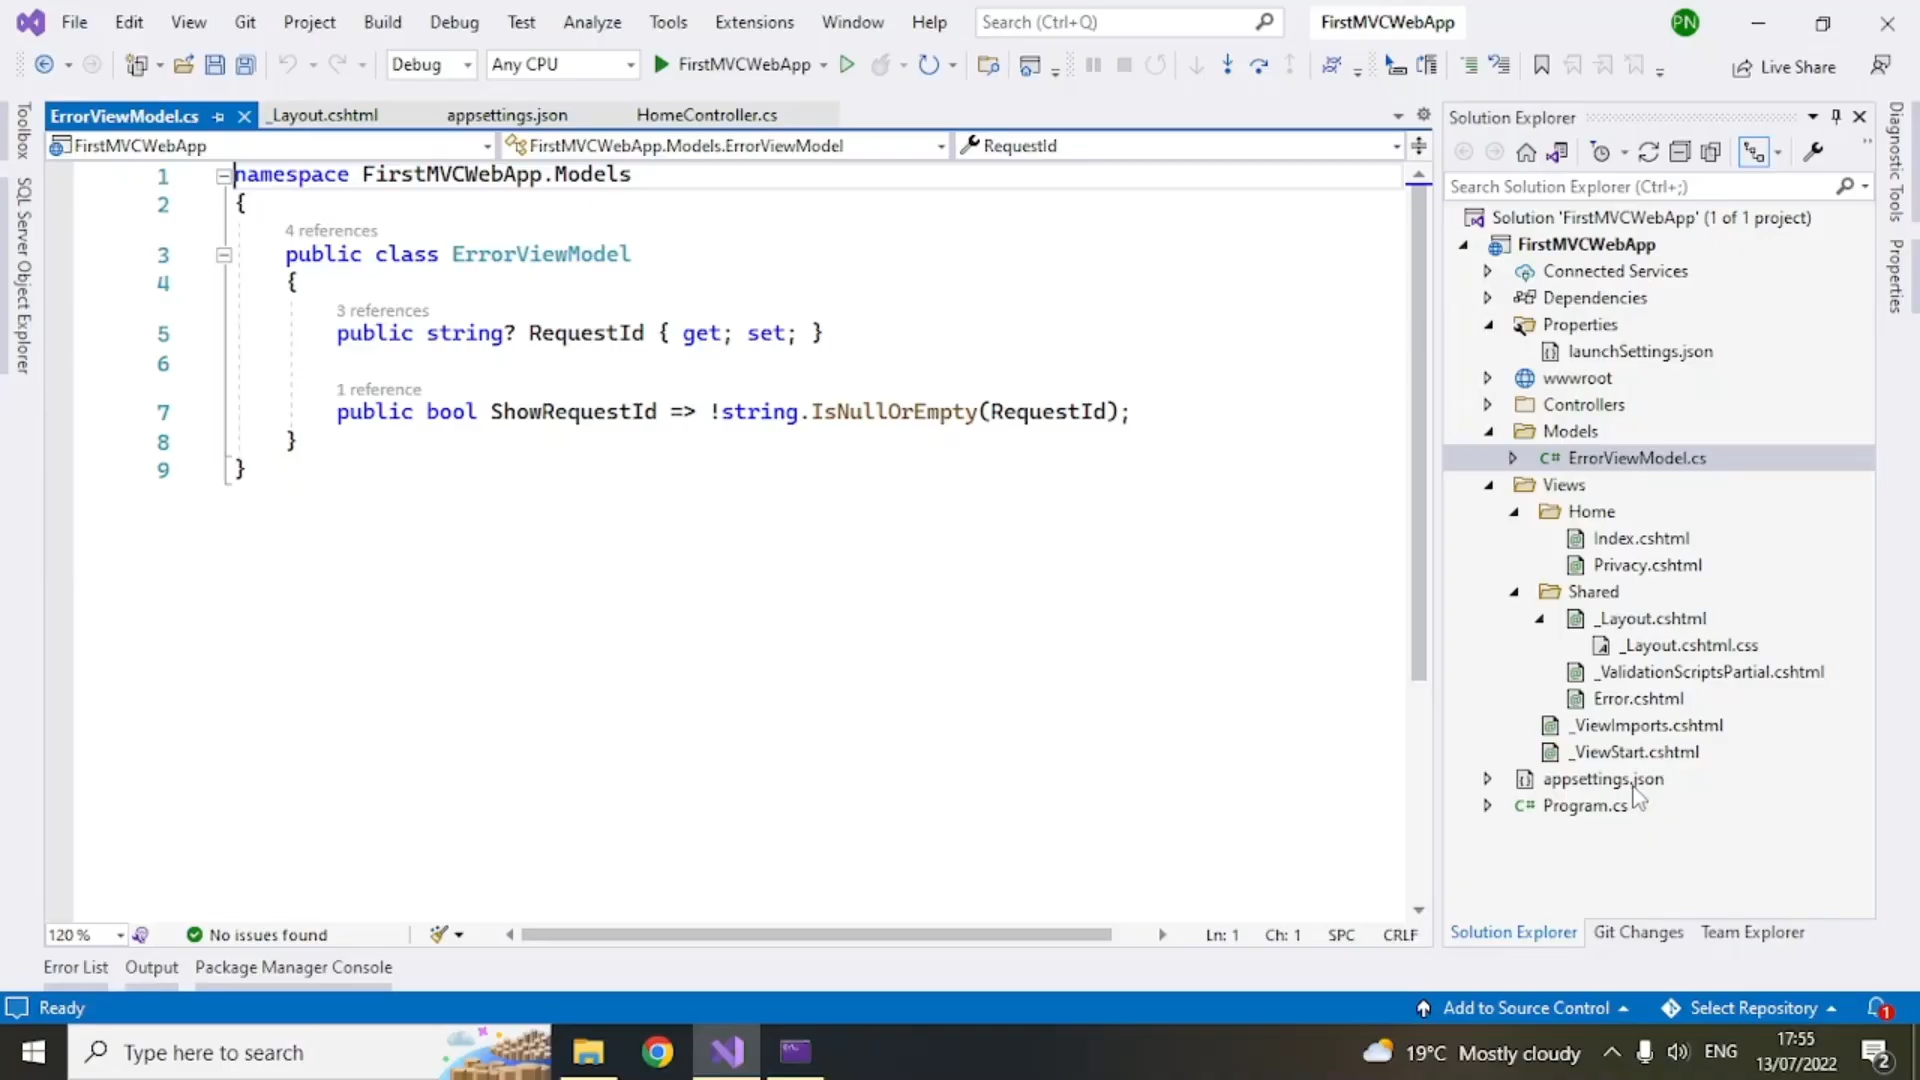 File Edit View Git Project Build Debug Test Analyze Tools Extensions Window Help Search (Ctrl+Q) FirstMVCWebApp PN
Debug Any CPU FirstMVCWebApp Live Share
ErrorViewModel.cs _Layout.cshtml appsettings.json HomeController.cs
FirstMVCWebApp FirstMVCWebApp.Models.ErrorViewModel RequestId
Toolbox
SQL Server Object Explorer
1 namespace FirstMVCWebApp.Models
2 {
4 references
3 public class ErrorViewModel
4 {
3 references
5 public string? RequestId { get; set; }
6
1 reference
7 public bool ShowRequestId => !string.IsNullOrEmpty(RequestId);
8 }
9 }
120 % No issues found Ln: 1 Ch: 1 SPC CRLF
Error List Output Package Manager Console
Solution Explorer
Search Solution Explorer (Ctrl+;)
Solution 'FirstMVCWebApp' (1 of 1 project)
FirstMVCWebApp
Connected Services
Dependencies
Properties
launchSettings.json
wwwroot
Controllers
Models
C# ErrorViewModel.cs
Views
Home
Index.cshtml
Privacy.cshtml
Shared
_Layout.cshtml
_Layout.cshtml.css
_ValidationScriptsPartial.cshtml
Error.cshtml
_ViewImports.cshtml
_ViewStart.cshtml
appsettings.json
C# Program.cs
Solution Explorer Git Changes Team Explorer
Diagnostic Tools
Properties
Ready Add to Source Control Select Repository 1
Type here to search 19°C Mostly cloudy ENG 17:55
13/07/2022 2